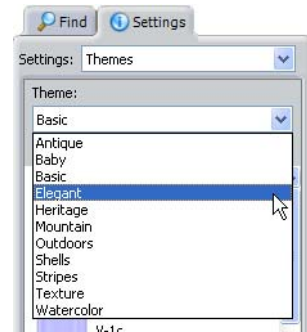 Find Settings
Settings: Themes
Theme:
Basic
Antique
Baby
Basic
Elegant
Heritage
Mountain
Outdoors
Shells
Stripes
Texture
Watercolor